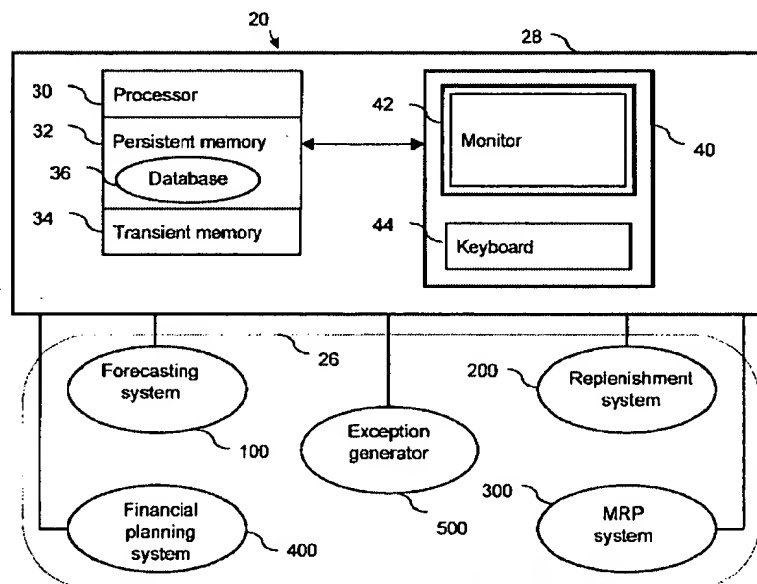 20
28
30
Processor
32
Persistent memory
36
Database
34
Transient memory
42
Monitor
40
44
Keyboard
26
Forecasting
system
100
200
Replenishment
system
Exception
generator
500
Financial
planning
system
400
300
MRP
system